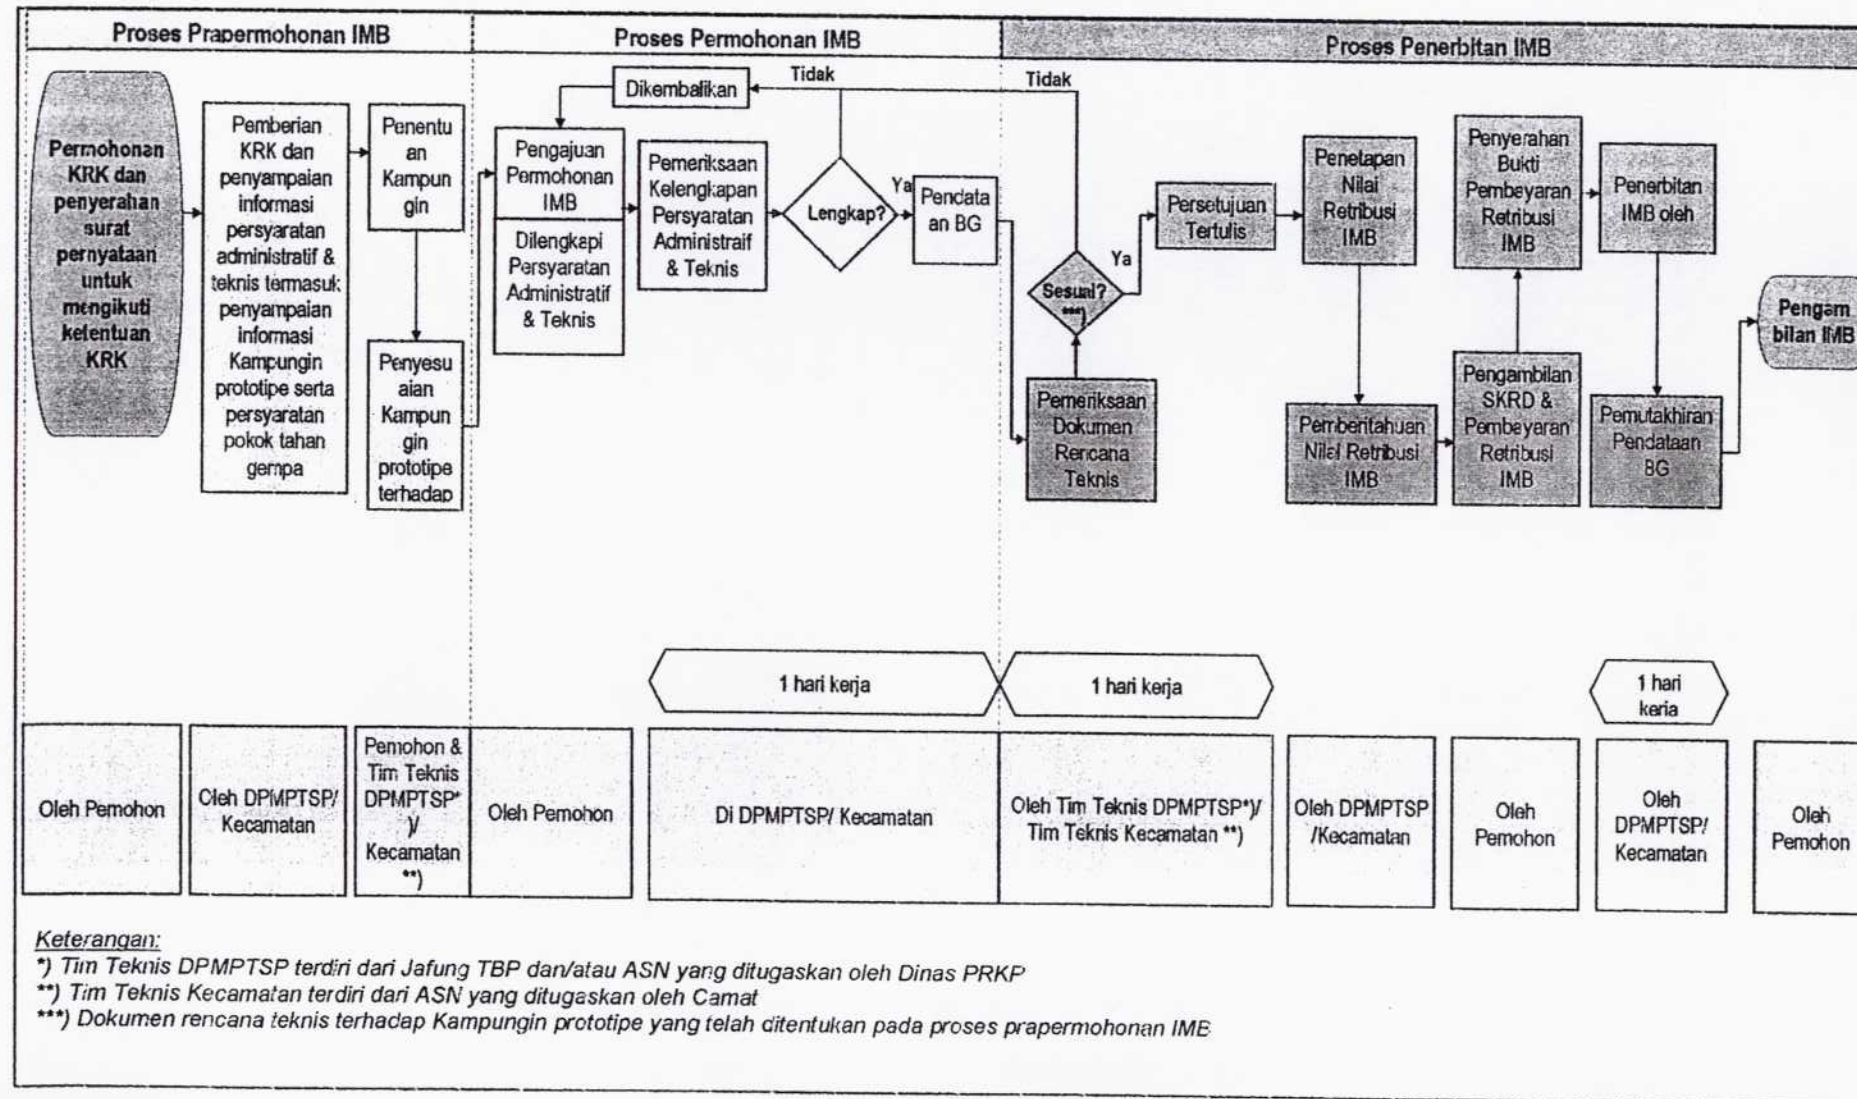 Proses Prapermohonan IMB
Proses Permohonan IMB
Proses Penerbitan IMB
Permohonan
KRK dan
penyerahan
surat
pernyataan
untuk
mengikuti
ketentuan
KRK
Pemberian
KRK dan
penyampaian
informasi
persyaratan
administratif &
teknis termasuk
penyampaian
informasi
Kampungin
prototipe serta
persyaratan
pokok tahan
gempa
Penentu
an
Kampun
gin
Penyesu
aian
Kampun
gin
prototipe
terhadap
Dikembalikan
Tidak
Pengajuan
Permohonan
IMB
Dilengkapi
Persyaratan
Administratif
& Teknis
Pemeriksaan
Kelengkapan
Persyaratan
Administraif
& Teknis
Lengkap?
Ya
Pendata
an BG
Tidak
Sesuai?
***)
Ya
Pemeriksaan
Dokumen
Rencana
Teknis
Persetujuan
Tertulis
Penetapan
Nilai
Retribusi
IMB
Pemberitahuan
Nilai Retribusi
IMB
Penyerahan
Bukti
Pembayaran
Retribusi
IMB
Pengambilan
SKRD &
Pembayaran
Retribusi
IMB
Penerbitan
IMB oleh
Pemutakhiran
Pendataan
BG
Pengam
bilan IMB
1 hari kerja
1 hari kerja
1 hari
kerja
Oleh Pemohon
Oleh DPMPTSP/
Kecamatan
Pemohon &
Tim Teknis
DPMPTSP*
)/
Kecamatan
**)
Oleh Pemohon
Di DPMPTSP/ Kecamatan
Oleh Tim Teknis DPMPTSP*)/
Tim Teknis Kecamatan **)
Oleh DPMPTSP
/Kecamatan
Oleh
Pemohon
Oleh
DPMPTSP/
Kecamatan
Oleh
Pemohon
Keterangan:
*) Tim Teknis DPMPTSP terdiri dari Jafung TBP dan/atau ASN yang ditugaskan oleh Dinas PRKP
**) Tim Teknis Kecamatan terdiri dari ASN yang ditugaskan oleh Camat
***) Dokumen rencana teknis terhadap Kampungin prototipe yang telah ditentukan pada proses prapermohonan IMB